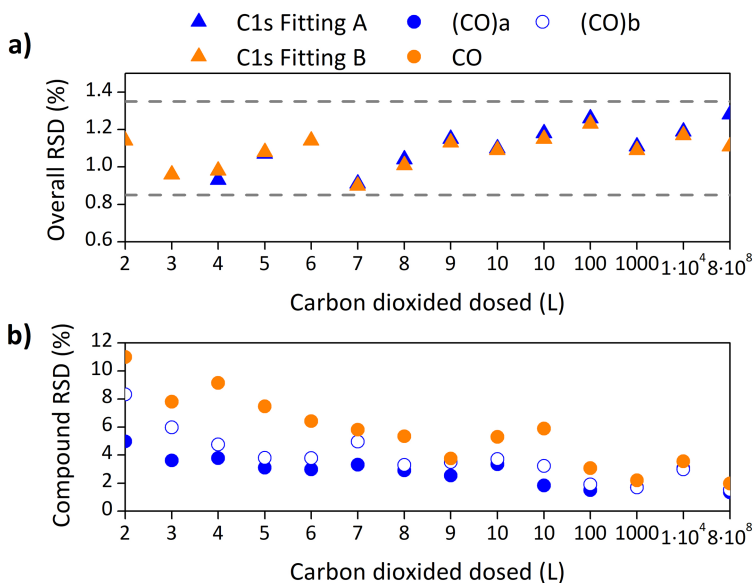 C1s Fitting A (CO)a (CO)b
C1s Fitting B CO
a)
Overall RSD (%)
1.4
1.2
1.0
0.8
0.6
2 3 4 5 6 7 8 9 10 10 100 1000 1·10⁴ 8·10⁸
Carbon dioxided dosed (L)
b)
Compound RSD (%)
12
10
8
6
4
2
0
2 3 4 5 6 7 8 9 10 10 100 1000 1·10⁴ 8·10⁸
Carbon dioxided dosed (L)